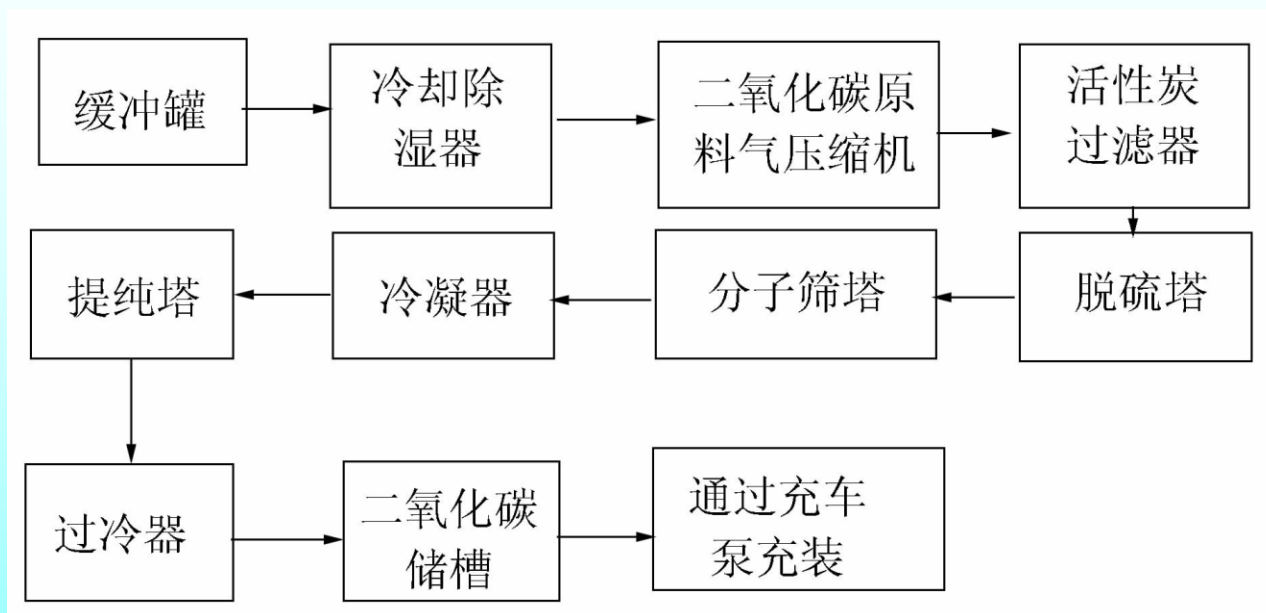 缓冲罐
冷却除
湿器
二氧化碳原
料气压缩机
活性炭
过滤器
提纯塔
冷凝器
分子筛塔
脱硫塔
过冷器
二氧化碳
储槽
通过充车
泵充装